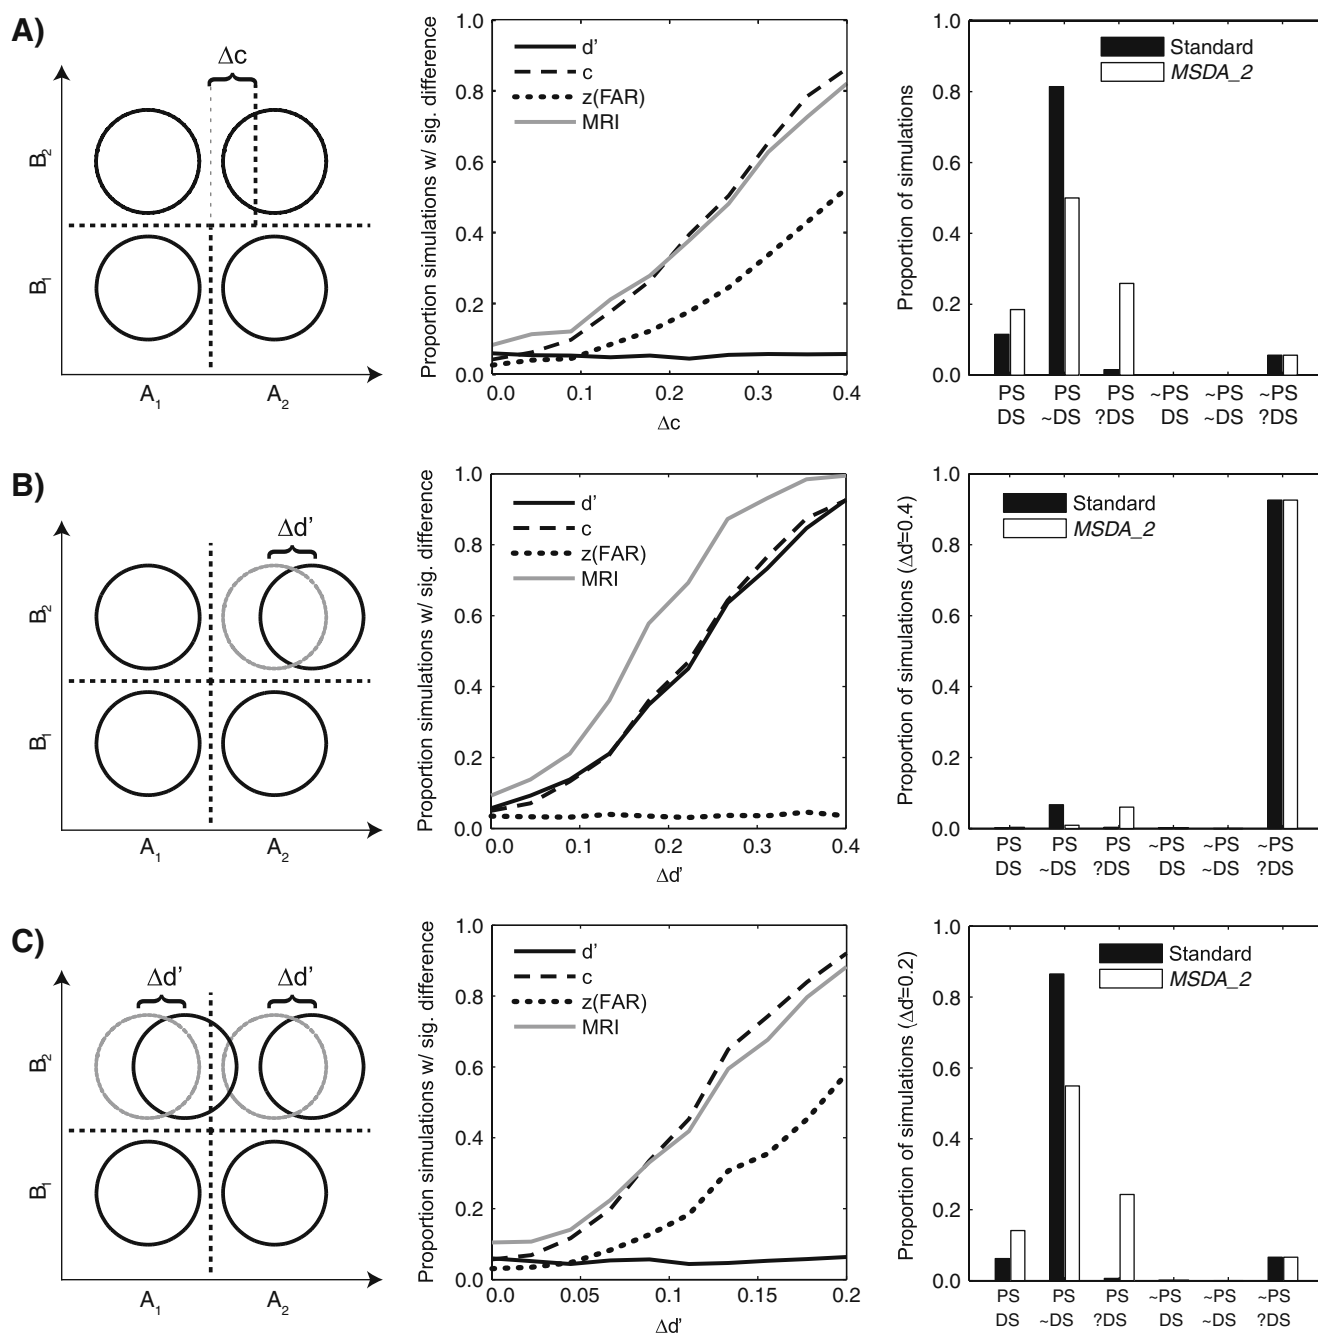 A)
Δc
B2
B1
A1 A2
Proportion simulations w/ sig. difference
1.0
0.8
0.6
0.4
0.2
0.0
d’
c
z(FAR)
MRI
0.0 0.1 0.2 0.3 0.4
Δc
Proportion of simulations
1.0
0.8
0.6
0.4
0.2
0.0
Standard
MSDA_2
PS PS PS ~PS ~PS ~PS
DS ~DS ?DS DS ~DS ?DS
B)
Δd’
B2
B1
A1 A2
Proportion simulations w/ sig. difference
1.0
0.8
0.6
0.4
0.2
0.0
d’
c
z(FAR)
MRI
0.0 0.1 0.2 0.3 0.4
Δd’
Proportion of simulations (Δd’=0.4)
1.0
0.8
0.6
0.4
0.2
0.0
Standard
MSDA_2
PS PS PS ~PS ~PS ~PS
DS ~DS ?DS DS ~DS ?DS
C)
Δd’ Δd’
B2
B1
A1 A2
Proportion simulations w/ sig. difference
1.0
0.8
0.6
0.4
0.2
0.0
d’
c
z(FAR)
MRI
0.0 0.05 0.1 0.15 0.2
Δd’
Proportion of simulations (Δd’=0.2)
1.0
0.8
0.6
0.4
0.2
0.0
Standard
MSDA_2
PS PS PS ~PS ~PS ~PS
DS ~DS ?DS DS ~DS ?DS